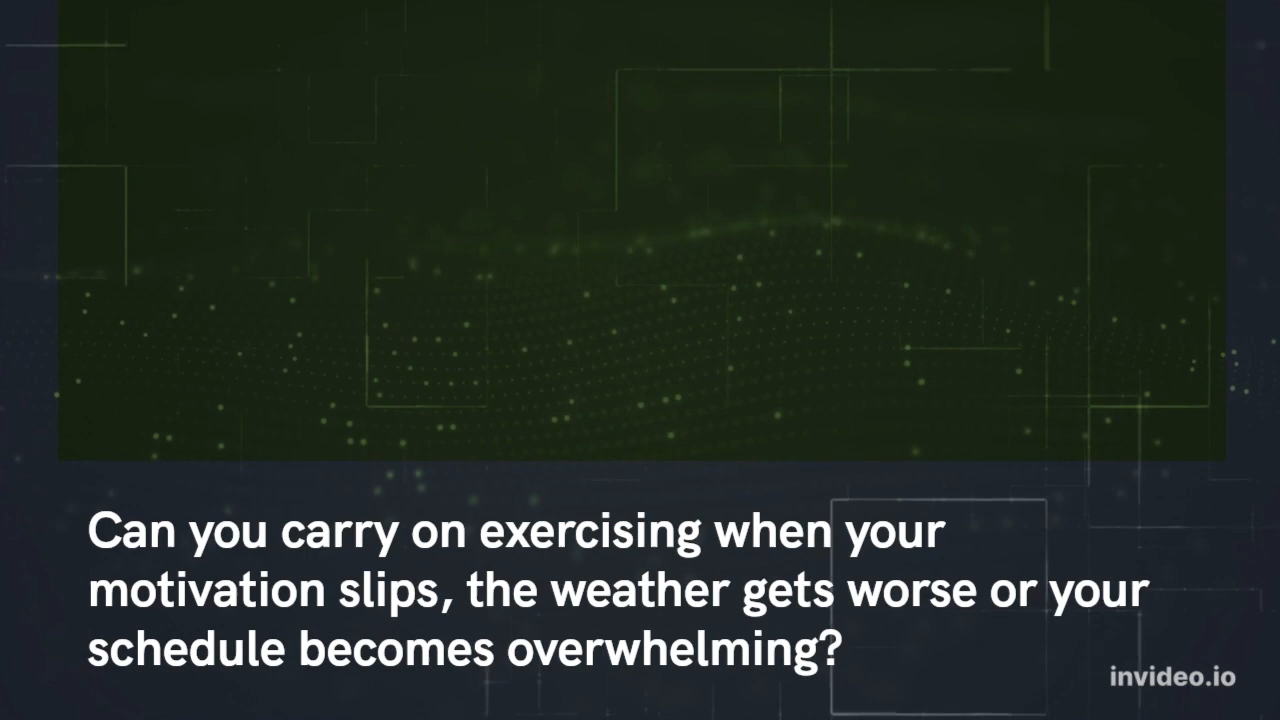 Can you carry on exercising when your
motivation slips, the weather gets worse or your
schedule becomes overwhelming?
invideo.io